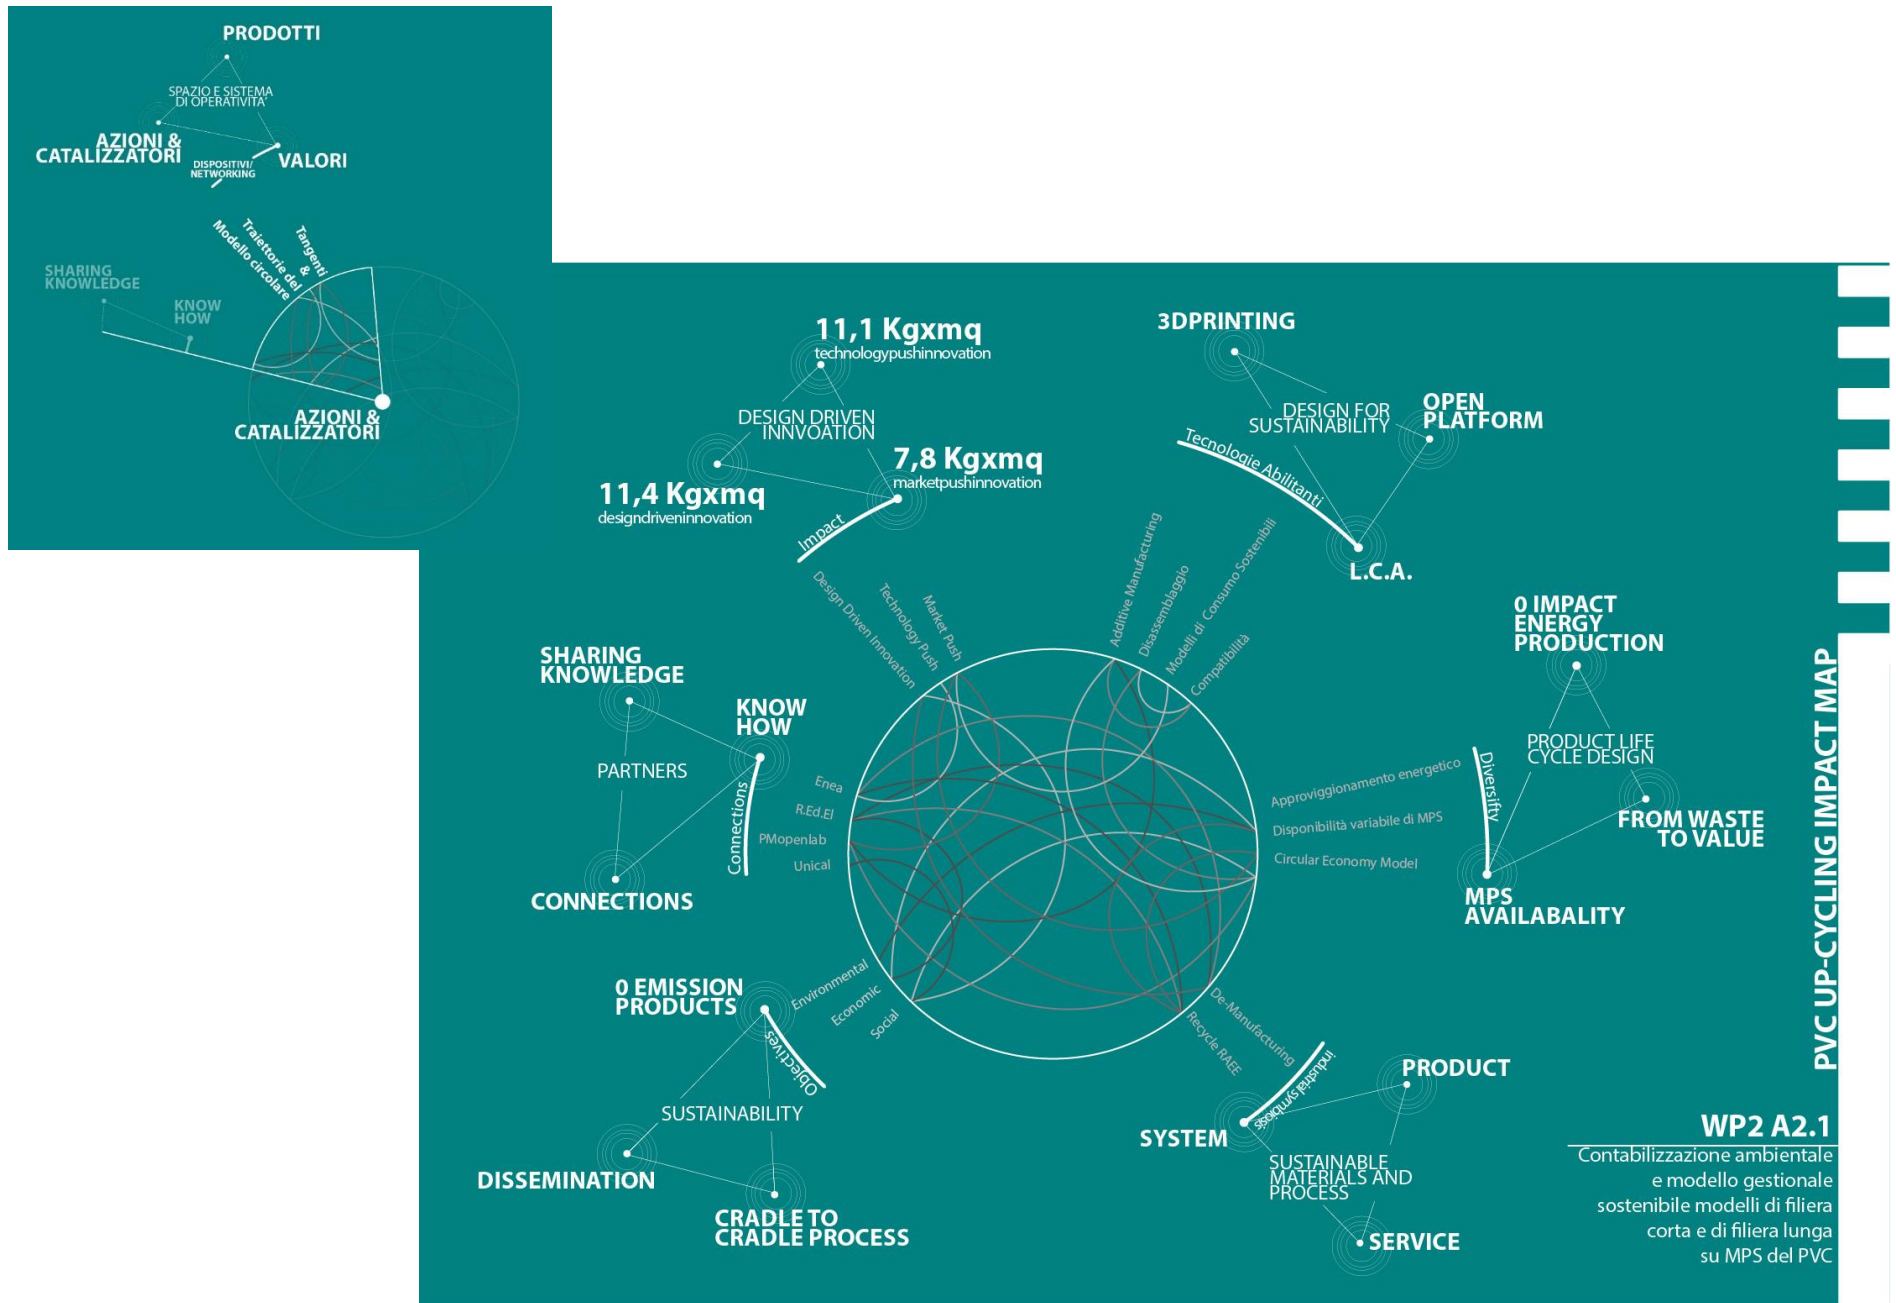 PRODOTTI
SPAZIO E SISTEMA
DI OPERATIVITA'
AZIONI &
CATALIZZATORI
DISPOSITIVI/
NETWORKING
VALORI
Tangenti
&
Traiettorie del
Modello circolare
SHARING
KNOWLEDGE
KNOW
HOW
AZIONI &
CATALIZZATORI
11,1 Kgxmq
technologypushinnovation
DESIGN DRIVEN
INNVOATION
7,8 Kgxmq
marketpushinnovation
11,4 Kgxmq
designdriveninnovation
Impact
Design Driven Innovation
Technology Push
Market Push
3DPRINTING
DESIGN FOR
SUSTAINABILITY
OPEN
PLATFORM
Tecnologie Abilitanti
L.C.A.
Additive Manufacturing
Disassemblaggio
Modelli di Consumo Sostenibili
Compatibilità
0 IMPACT
ENERGY
PRODUCTION
PRODUCT LIFE
CYCLE DESIGN
Diversifty
FROM WASTE
TO VALUE
MPS
AVAILABALITY
Approviggionamento energetico
Disponibilità variabile di MPS
Circular Economy Model
SHARING
KNOWLEDGE
KNOW
HOW
PARTNERS
Connections
CONNECTIONS
Enea
R.Ed.El
PMopenlab
Unical
0 EMISSION
PRODUCTS
Objectives
SUSTAINABILITY
DISSEMINATION
CRADLE TO
CRADLE PROCESS
Environmental
Economic
Social
De-Manufacturing
Recycle RAEE
industrial symbiosis
PRODUCT
SYSTEM
SUSTAINABLE
MATERIALS AND
PROCESS
SERVICE
PVC UP-CYCLING IMPACT MAP
WP2 A2.1
Contabilizzazione ambientale
e modello gestionale
sostenibile modelli di filiera
corta e di filiera lunga
su MPS del PVC